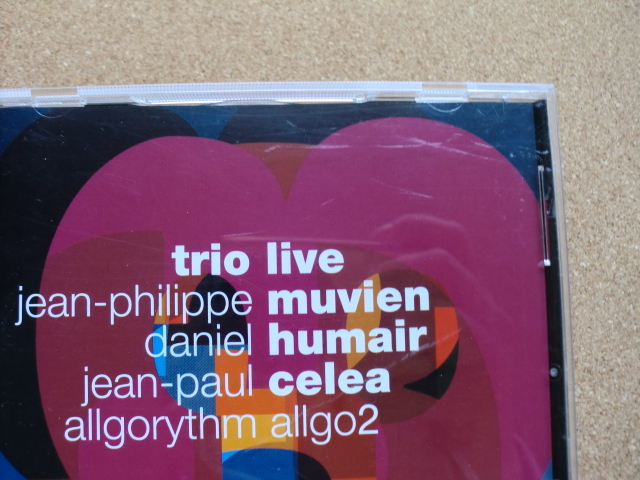 trio live
jean-philippe muvien
daniel humair
jean-paul celea
allgorythm allgo2